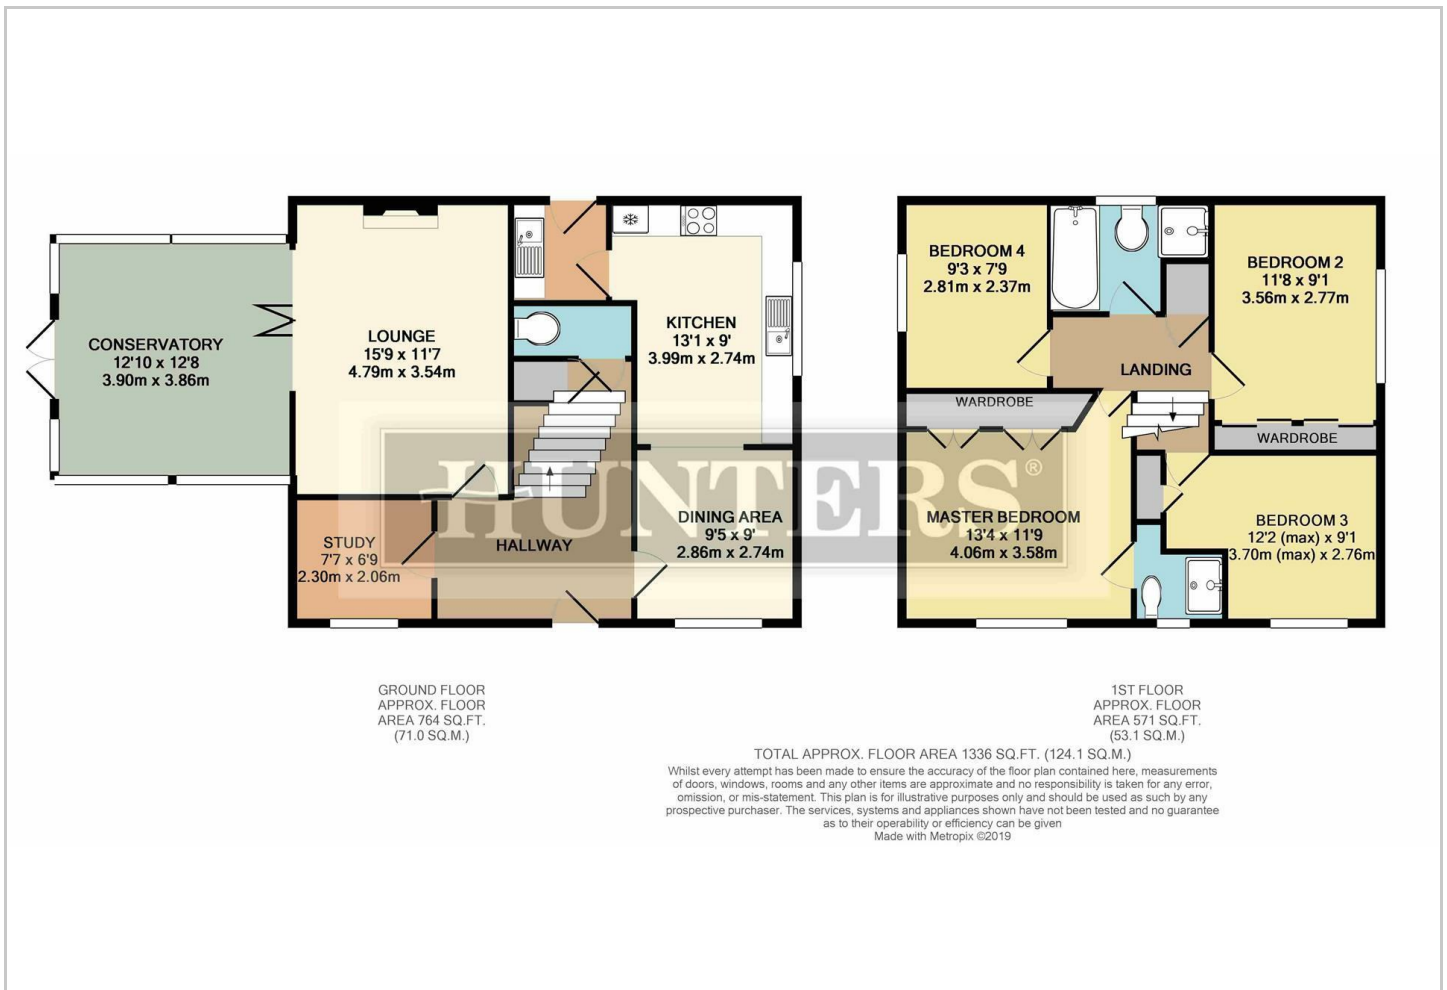 CONSERVATORY
12'10 x 12'8
3.90m x 3.86m
LOUNGE
15'9 x 11'7
4.79m x 3.54m
KITCHEN
13'1 x 9'
3.99m x 2.74m
STUDY
7'7 x 6'9
2.30m x 2.06m
HALLWAY
DINING AREA
9'5 x 9'
2.86m x 2.74m
BEDROOM 4
9'3 x 7'9
2.81m x 2.37m
BEDROOM 2
11'8 x 9'1
3.56m x 2.77m
LANDING
WARDROBE
WARDROBE
MASTER BEDROOM
13'4 x 11'9
4.06m x 3.58m
BEDROOM 3
12'2 (max) x 9'1
3.70m (max) x 2.76m
HUNTERS®
GROUND FLOOR
APPROX. FLOOR
AREA 764 SQ.FT.
(71.0 SQ.M.)
1ST FLOOR
APPROX. FLOOR
AREA 571 SQ.FT.
(53.1 SQ.M.)
TOTAL APPROX. FLOOR AREA 1336 SQ.FT. (124.1 SQ.M.)
Whilst every attempt has been made to ensure the accuracy of the floor plan contained here, measurements
of doors, windows, rooms and any other items are approximate and no responsibility is taken for any error,
omission, or mis-statement. This plan is for illustrative purposes only and should be used as such by any
prospective purchaser. The services, systems and appliances shown have not been tested and no guarantee
as to their operability or efficiency can be given
Made with Metropix ©2019